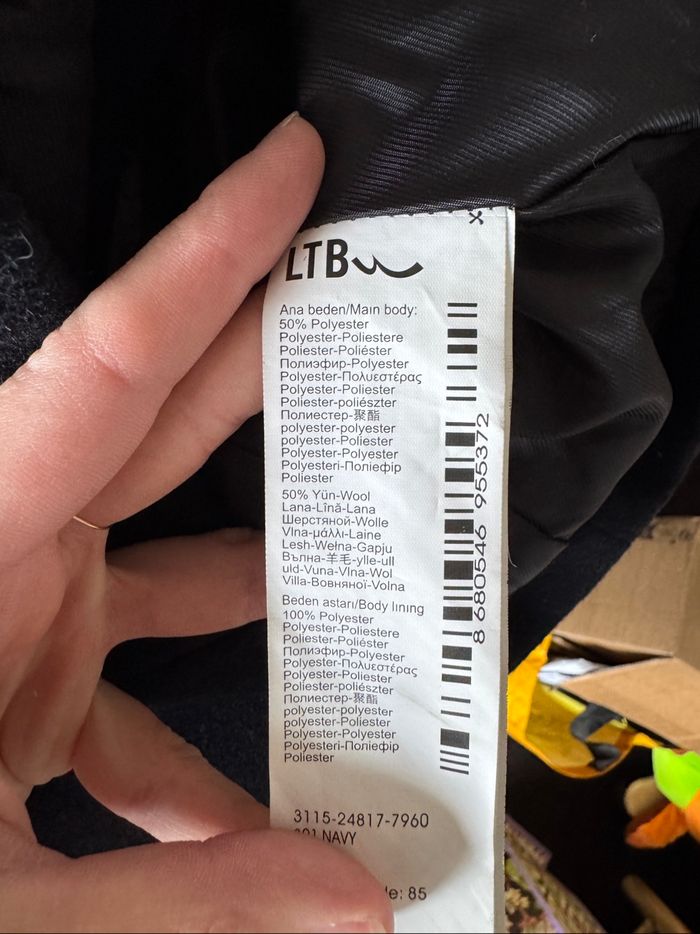 LTB
Ana beden/Maın body:
50% Polyester
Polyester-Poliestere
Poliester-Poliéster
Полиэфир-Polyester
Polyester-Πολυεστέρας
Polyester-Poliester
Poliester-poliészter
Полиестер-聚酯
polyester-polyester
polyester-Poliester
Polyester-Polyester
Polyesteri-Поліефір
Poliester
50% Yün-Wool
Lana-Lînă-Lana
Шерстяной-Wolle
Vlna-μάλλι-Laine
Lesh-Wełna-Gapju
Вълна-羊毛-ylle-ull
uld-Vuna-Vlna-Wol
Villa-Вовняної-Volna
Beden astarı/Body lınıng
100% Polyester
Polyester-Poliestere
Poliester-Poliéster
Полиэфир-Polyester
Polyester-Πολυεστέρας
Polyester-Poliester
Poliester-poliészter
Полиестер-聚酯
polyester-polyester
polyester-Poliester
Polyester-Polyester
Polyesteri-Поліефір
Poliester
3115-24817-7960
NAVY
85
8 680546 955372